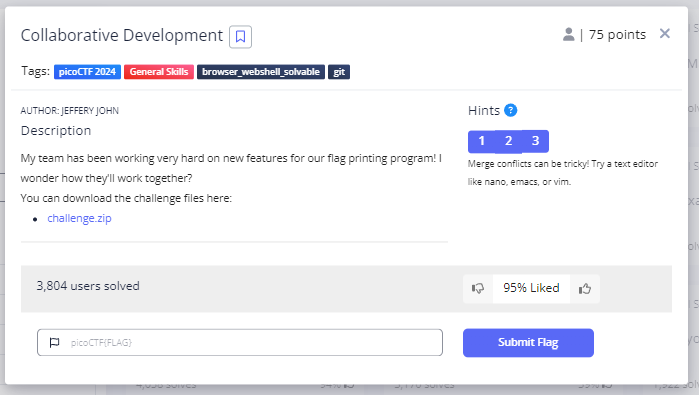 Collaborative Development
| 75 points
Tags: picoCTF 2024 General Skills browser_webshell_solvable git
AUTHOR: JEFFERY JOHN
Description
My team has been working very hard on new features for our flag printing program! I
wonder how they'll work together?
You can download the challenge files here:
challenge.zip
Hints ?
1 2 3
Merge conflicts can be tricky! Try a text editor
like nano, emacs, or vim.
3,804 users solved
95% Liked
picoCTF{FLAG}
Submit Flag